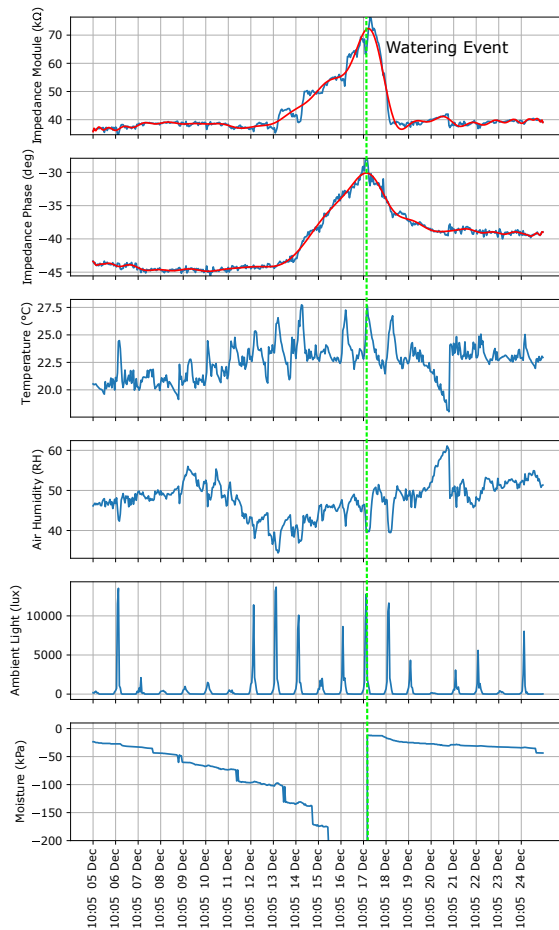 Impedance Module (kΩ)
70
60
50
40
Watering Event
Impedance Phase (deg)
−30
−35
−40
−45
Temperature (°C)
27.5
25.0
22.5
20.0
Air Humidity (RH)
60
50
40
Ambient Light (lux)
10000
5000
0
Moisture (kPa)
0
−50
−100
−150
−200
10:05 05 Dec
10:05 06 Dec
10:05 07 Dec
10:05 08 Dec
10:05 09 Dec
10:05 10 Dec
10:05 11 Dec
10:05 12 Dec
10:05 13 Dec
10:05 14 Dec
10:05 15 Dec
10:05 16 Dec
10:05 17 Dec
10:05 18 Dec
10:05 19 Dec
10:05 20 Dec
10:05 21 Dec
10:05 22 Dec
10:05 23 Dec
10:05 24 Dec